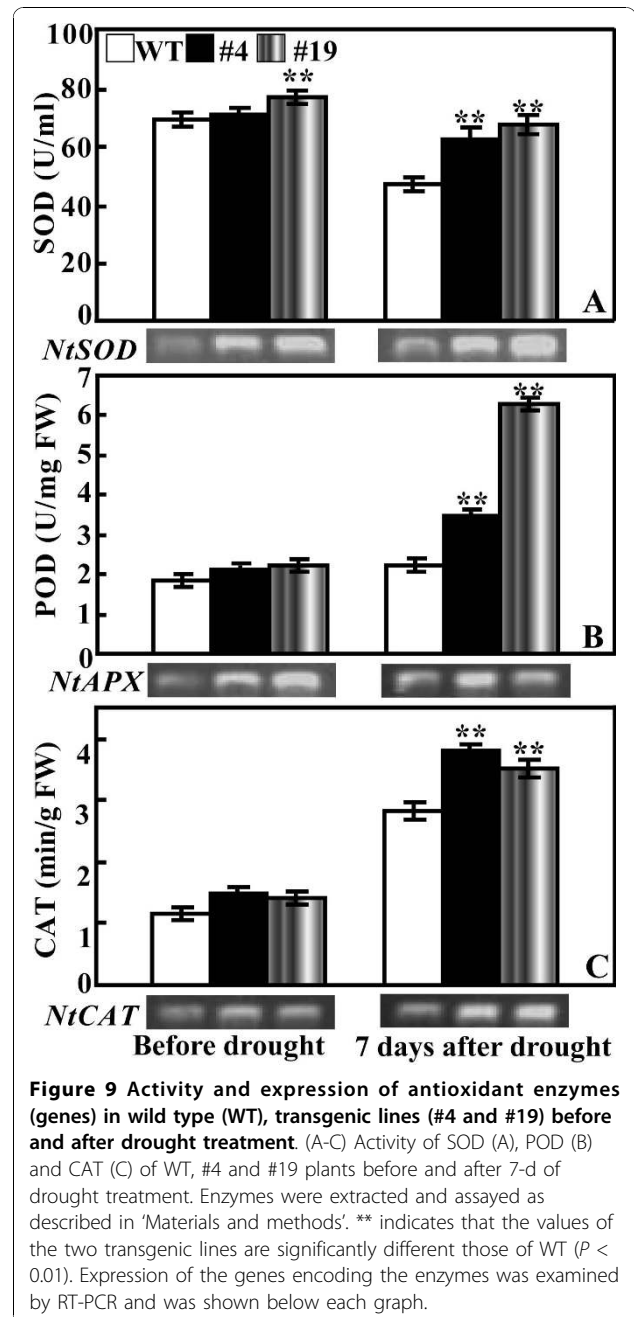 100
WT #4 #19
**
** **
80
60
40
20
0
SOD (U/ml)
A
NtSOD
7
6
5
4
3
2
1
0
POD (U/mg FW)
**
**
B
NtAPX
4
3
2
1
0
CAT (min/g FW)
** **
C
NtCAT
Before drought 7 days after drought
Figure 9 Activity and expression of antioxidant enzymes
(genes) in wild type (WT), transgenic lines (#4 and #19) before
and after drought treatment. (A-C) Activity of SOD (A), POD (B)
and CAT (C) of WT, #4 and #19 plants before and after 7-d of
drought treatment. Enzymes were extracted and assayed as
described in ‘Materials and methods’. ** indicates that the values of
the two transgenic lines are significantly different those of WT (P <
0.01). Expression of the genes encoding the enzymes was examined
by RT-PCR and was shown below each graph.